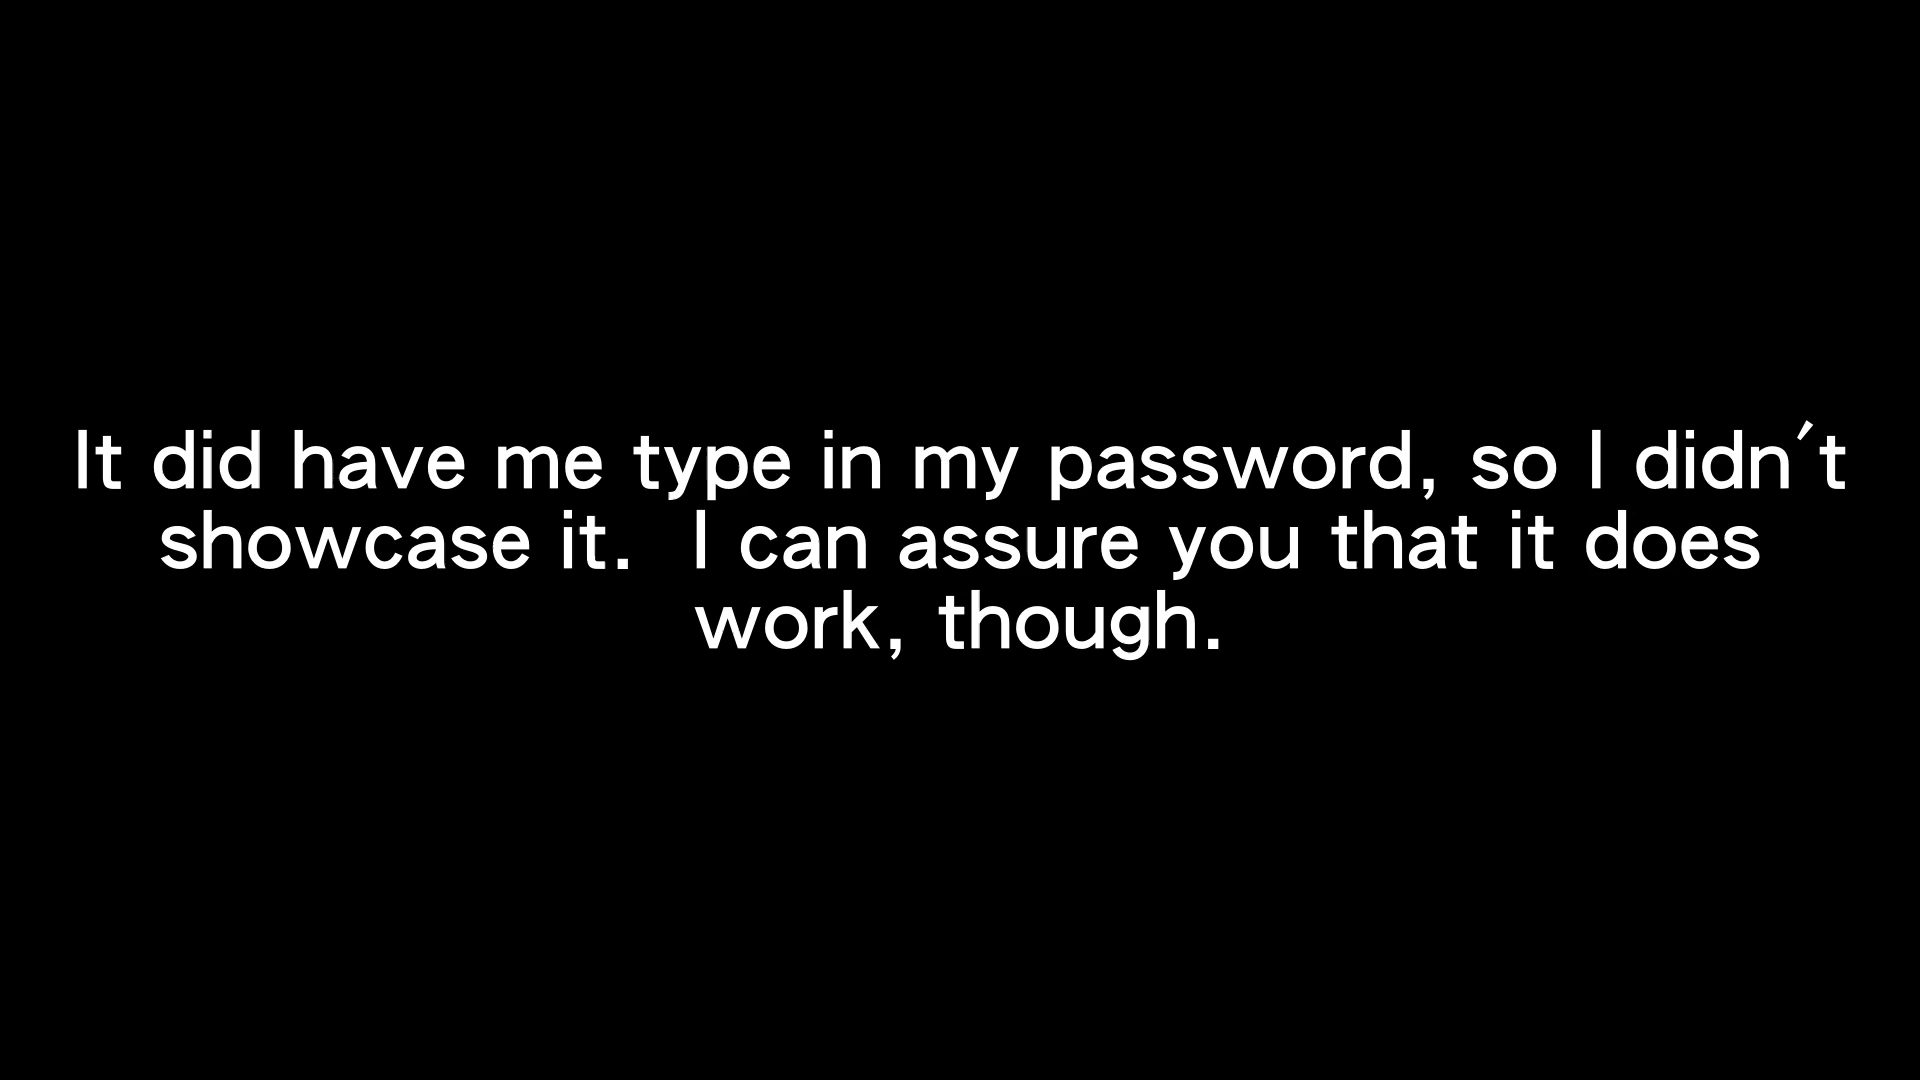 It did have me type in my password, so I didn't
showcase it.  I can assure you that it does
work, though.